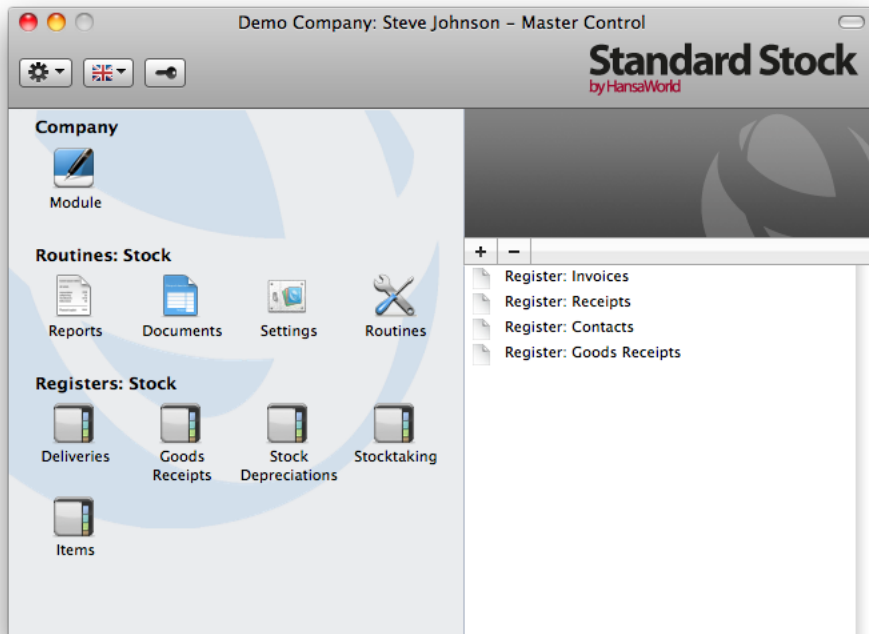 Demo Company: Steve Johnson – Master Control
Standard Stock
by HansaWorld
Company
Module
Routines: Stock
Reports
Documents
Settings
Routines
Registers: Stock
Deliveries
Goods
Receipts
Stock
Depreciations
Stocktaking
Items
+
−
Register: Invoices
Register: Receipts
Register: Contacts
Register: Goods Receipts